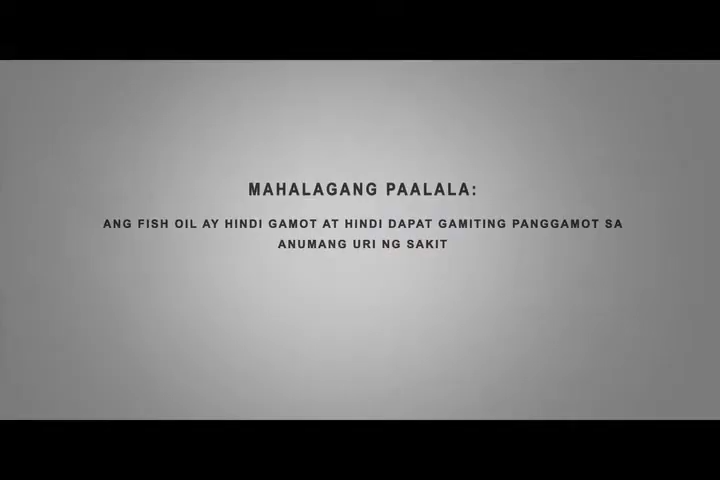 MAHALAGANG PAALALA:
ANG FISH OIL AY HINDI GAMOT AT HINDI DAPAT GAMITING PANGGAMOT SA
ANUMANG URI NG SAKIT